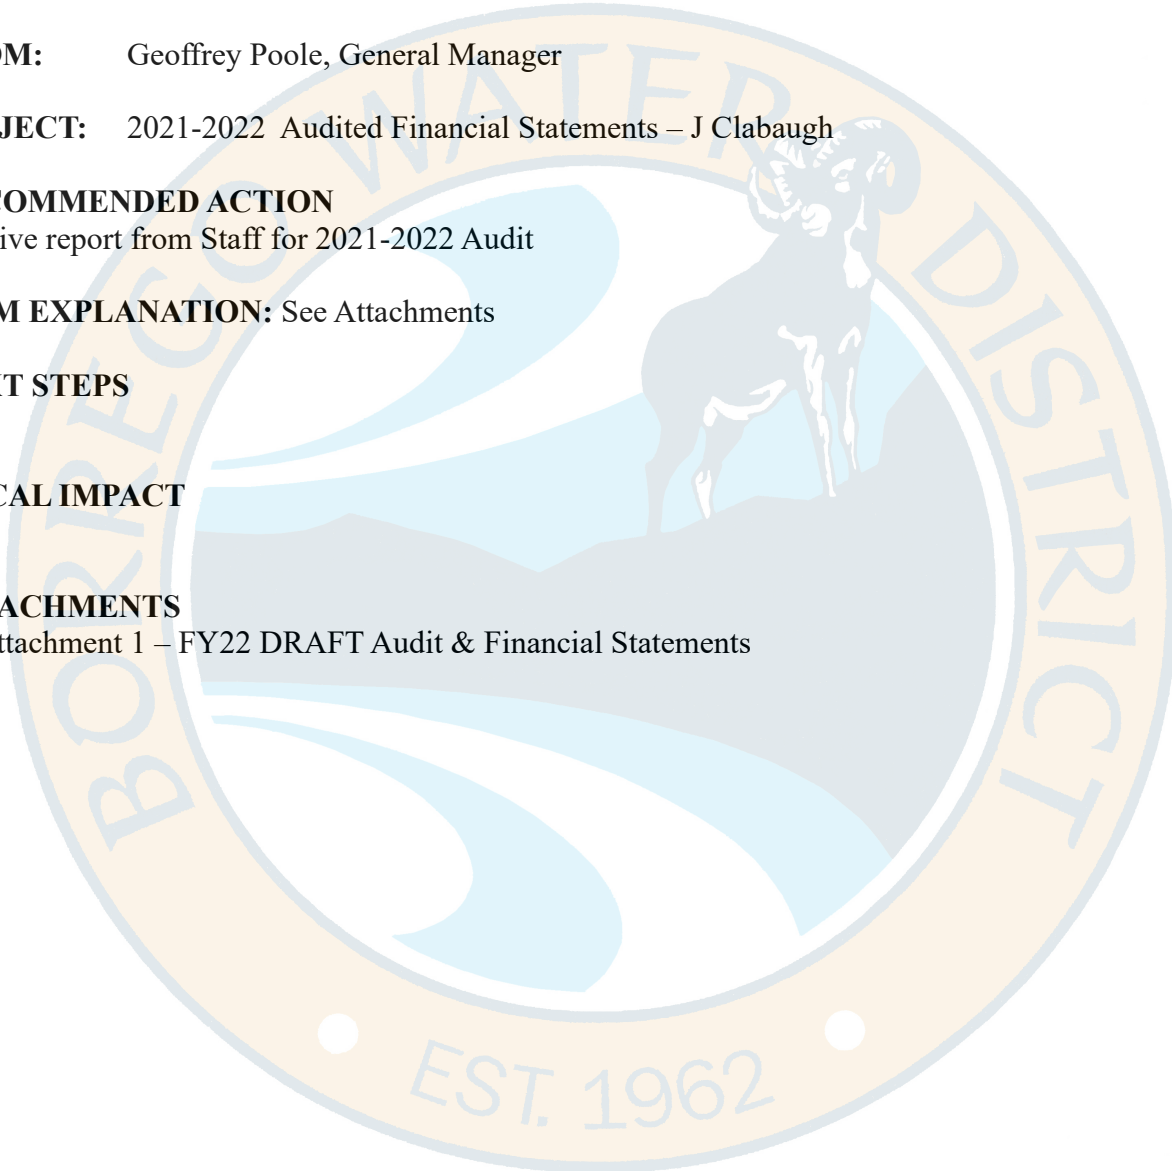 OM: Geoffrey Poole, General Manager
JECT: 2021-2022 Audited Financial Statements – J Clabaugh
COMMENDED ACTION
ive report from Staff for 2021-2022 Audit
M EXPLANATION: See Attachments
T STEPS
CAL IMPACT
ACHMENTS
ttachment 1 – FY22 DRAFT Audit & Financial Statements
BORREGO WATER DISTRICT
EST. 1962